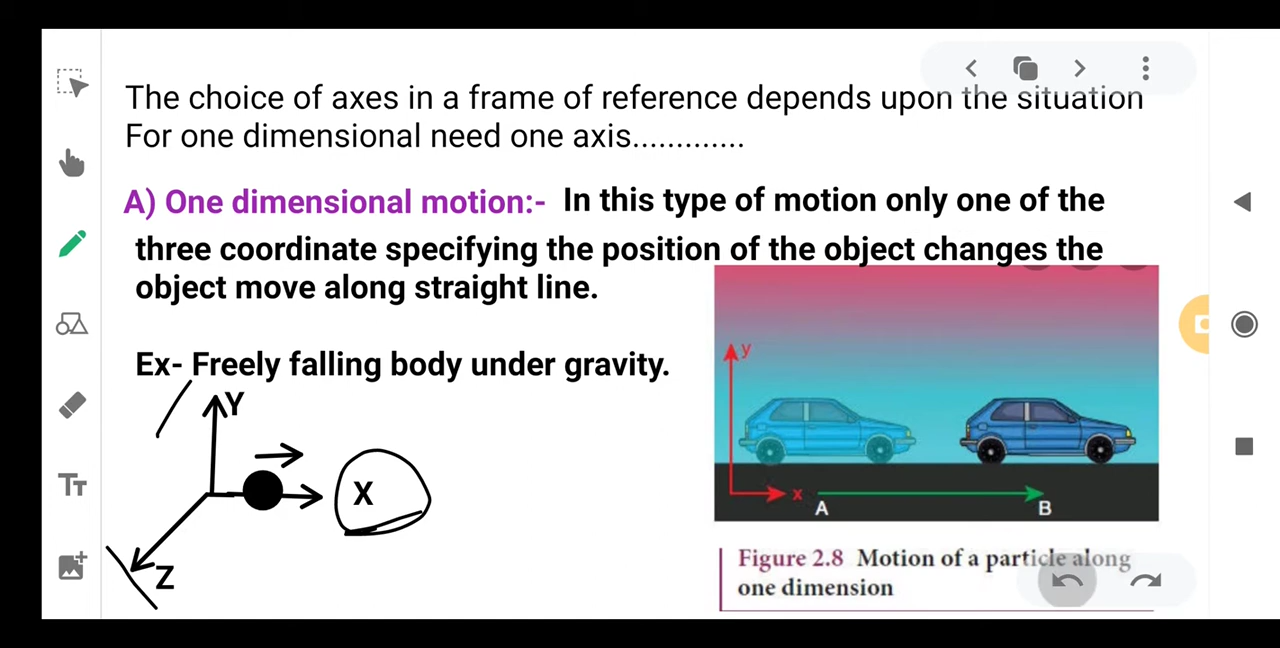 The choice of axes in a frame of reference depends upon the situation
For one dimensional need one axis.............
A) One dimensional motion:- In this type of motion only one of the
three coordinate specifying the position of the object changes the
object move along straight line.
Ex- Freely falling body under gravity.
Y
X
Z
y
x
A
B
Figure 2.8 Motion of a particle along
one dimension
Tт